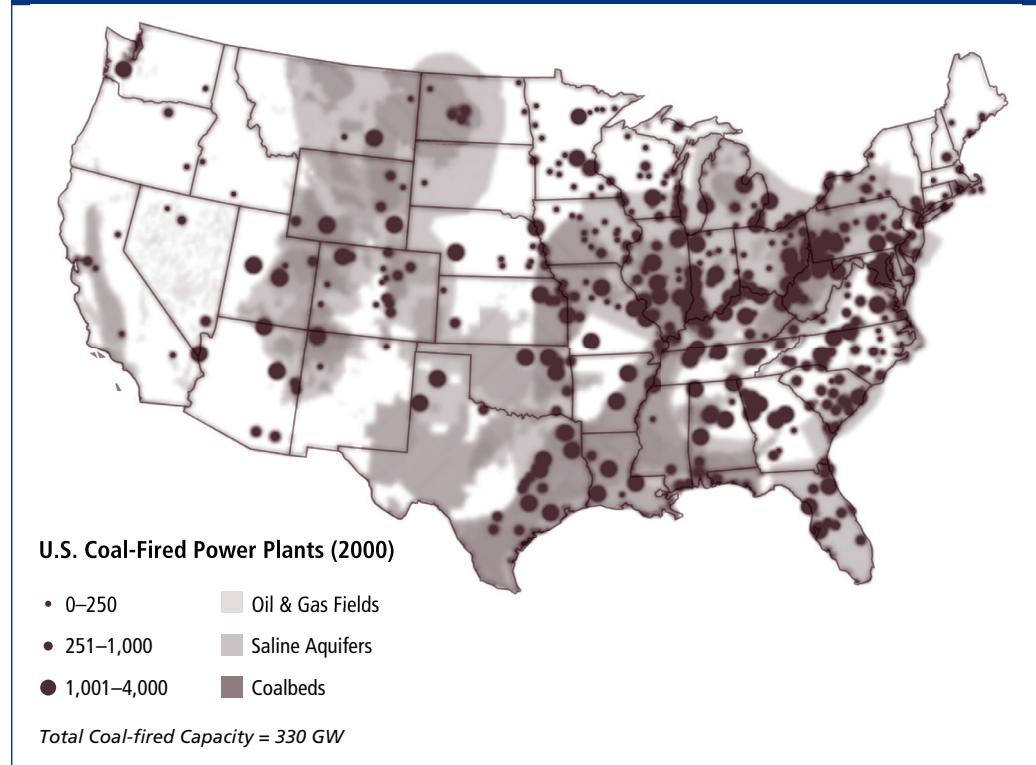 U.S. Coal-Fired Power Plants (2000)
0–250
Oil & Gas Fields
251–1,000
Saline Aquifers
1,001–4,000
Coalbeds
Total Coal-fired Capacity = 330 GW